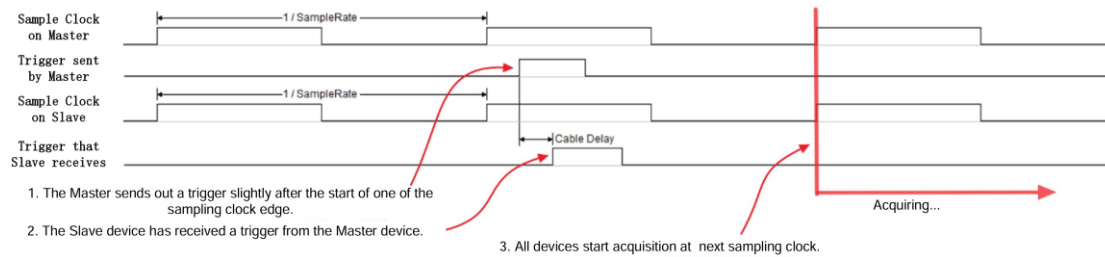 Sample Clock
on Master
1 / SampleRate
Trigger sent
by Master
Sample Clock
on Slave
1 / SampleRate
Trigger that
Slave receives
Cable Delay
1. The Master sends out a trigger slightly after the start of one of the
sampling clock edge.
2. The Slave device has received a trigger from the Master device.
3. All devices start acquisition at next sampling clock.
Acquiring...